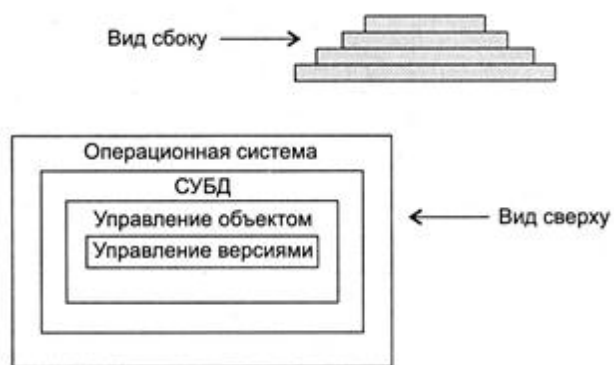 Вид сбоку
Операционная система
СУБД
Управление объектом
Управление версиями
Вид сверху